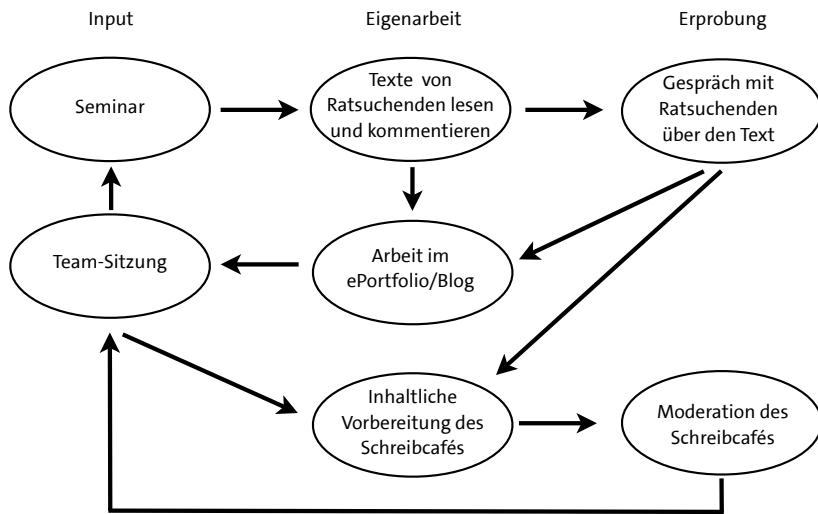 Input
Eigenarbeit
Erprobung
Seminar
Texte von
Ratsuchenden lesen
und kommentieren
Gespräch mit
Ratsuchenden
über den Text
Team-Sitzung
Arbeit im
ePortfolio/Blog
Inhaltliche
Vorbereitung des
Schreibcafés
Moderation des
Schreibcafés